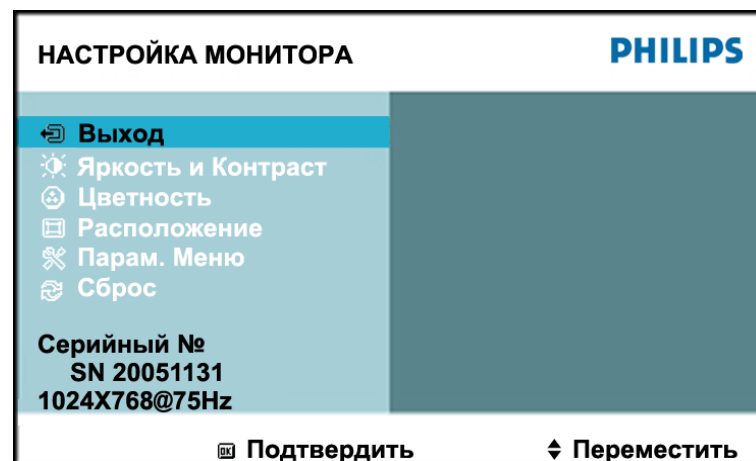 НАСТРОЙКА МОНИТОРА
PHILIPS
Выход
Яркость и Контраст
Цветность
Расположение
Парам. Меню
Сброс
Серийный №
SN 20051131
1024X768@75Hz
OK Подтвердить
Переместить